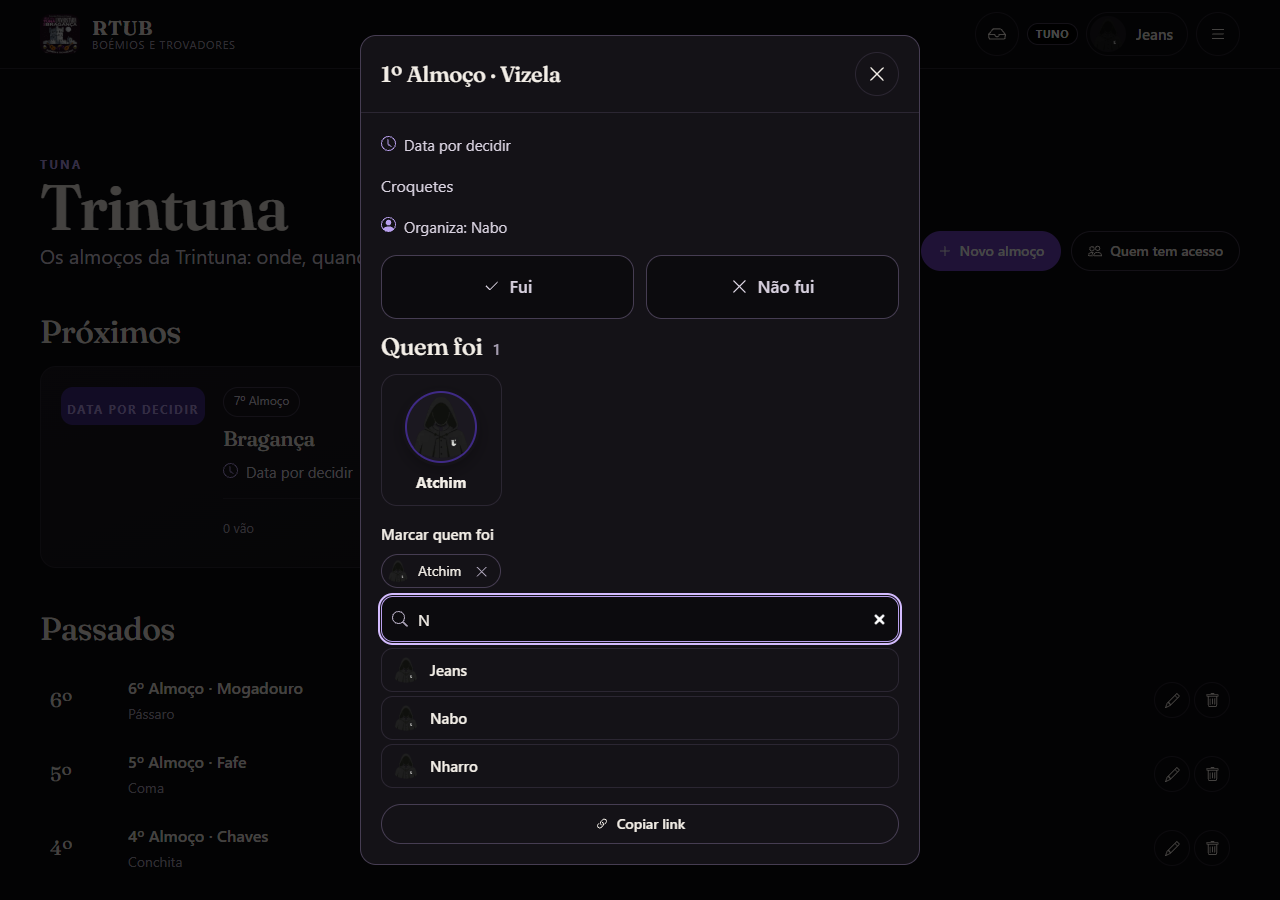 RTUB
BOÉMIOS E TROVADORES
TUNO
Jeans
TUNA
Trintuna
Os almoços da Trintuna: onde, quand
Novo almoço
Quem tem acesso
Próximos
DATA POR DECIDIR
7º Almoço
Bragança
Data por decidir
0 vão
Passados
6º
6º Almoço · Mogadouro
Pássaro
5º
5º Almoço · Fafe
Coma
4º
4º Almoço · Chaves
Conchita
1º Almoço · Vizela
Data por decidir
Croquetes
Organiza: Nabo
Fui
Não fui
Quem foi 1
Atchim
Marcar quem foi
Atchim
N
Jeans
Nabo
Nharro
Copiar link